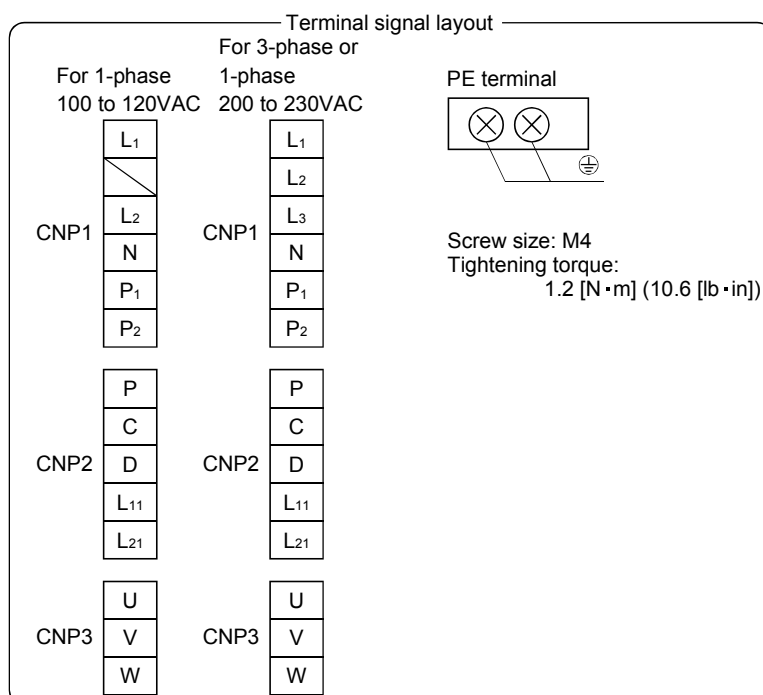 Terminal signal layout
For 1-phase
100 to 120VAC
For 3-phase or
1-phase
200 to 230VAC
CNP1
L1
L2
N
P1
P2
CNP1
L1
L2
L3
N
P1
P2
CNP2
P
C
D
L11
L21
CNP2
P
C
D
L11
L21
CNP3
U
V
W
CNP3
U
V
W
PE terminal
Screw size: M4
Tightening torque:
1.2 [N·m] (10.6 [lb·in])